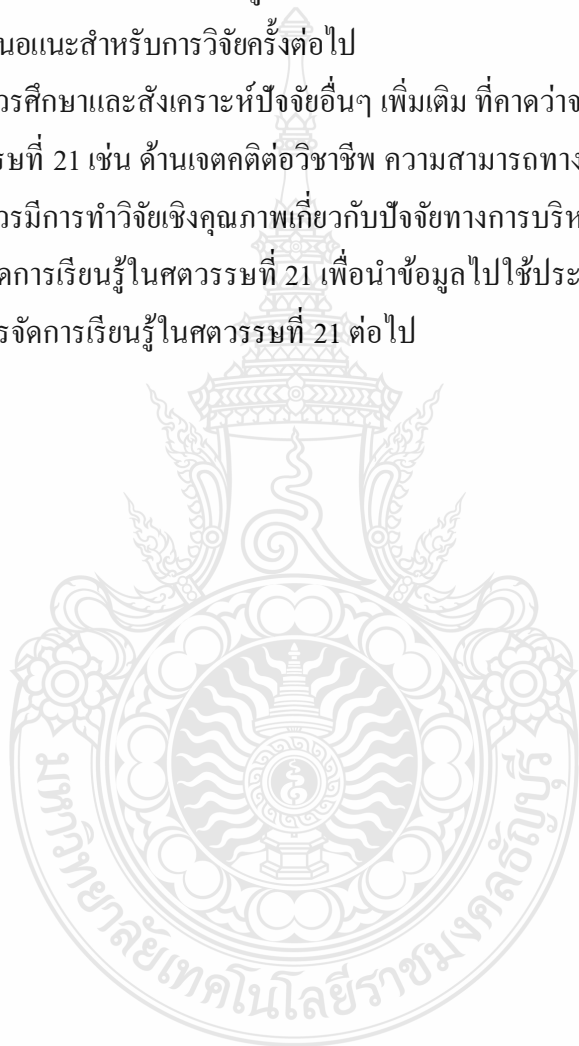 นอแนะสำหรับการวิจัยครั้งต่อไป
วรศึกษาและสังเคราะห์ปัจจัยอื่นๆ เพิ่มเติม ที่คาดว่าจ
รษที่ 21 เช่น ด้านเจตคติต่อวิชาชีพ ความสามารถทาง
วรมีการทำวิจัยเชิงคุณภาพเกี่ยวกับปัจจัยทางการบริห
ดการเรียนรู้ในศตวรรษที่ 21 เพื่อนำข้อมูลไปใช้ประ
รจัดการเรียนรู้ในศตวรรษที่ 21 ต่อไป
มหาวิทยาลัยเทคโนโลยีราชมงคลธัญบุรี